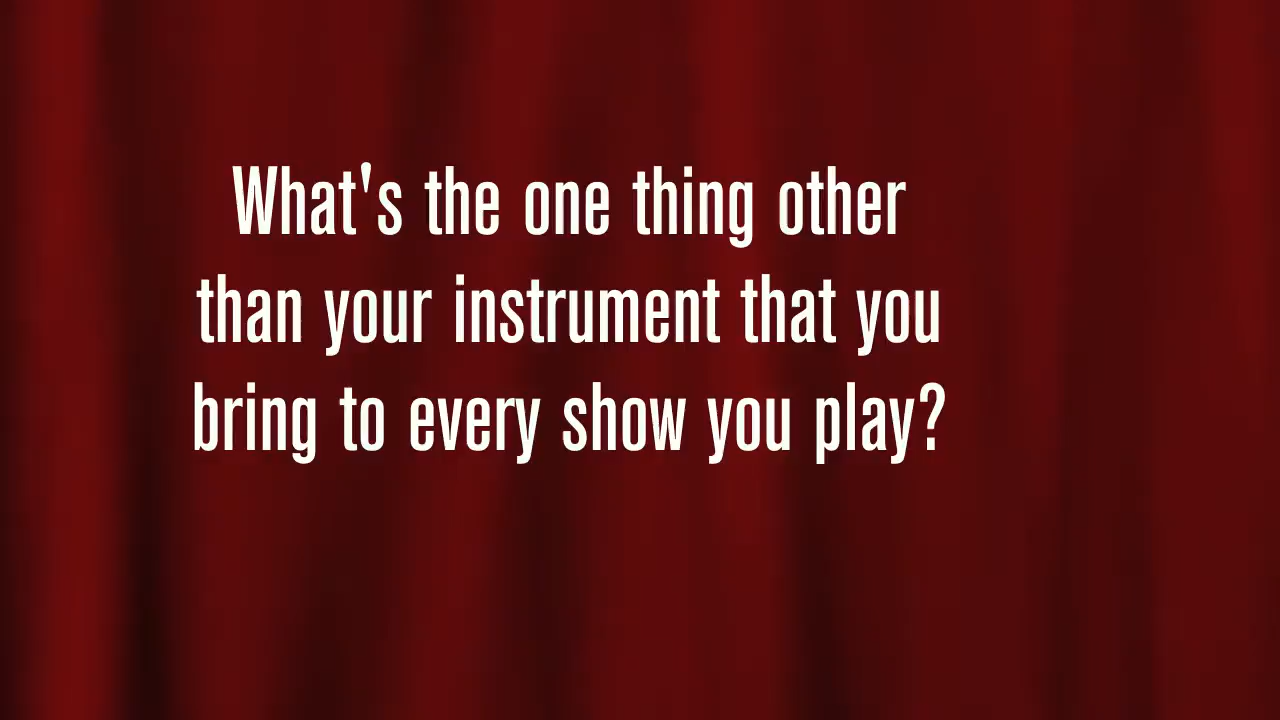 What's the one thing other
than your instrument that you
bring to every show you play?